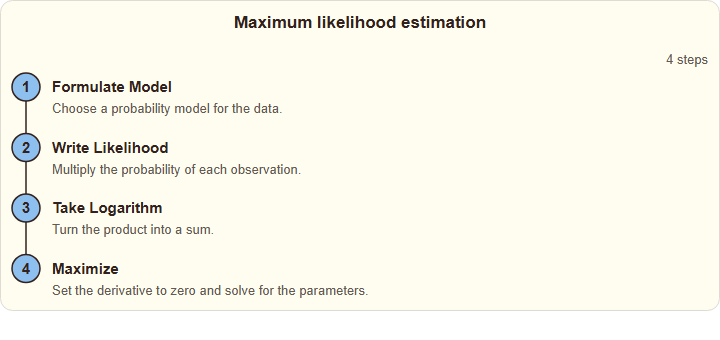 Maximum likelihood estimation
4 steps
1 Formulate Model
Choose a probability model for the data.
2 Write Likelihood
Multiply the probability of each observation.
3 Take Logarithm
Turn the product into a sum.
4 Maximize
Set the derivative to zero and solve for the parameters.